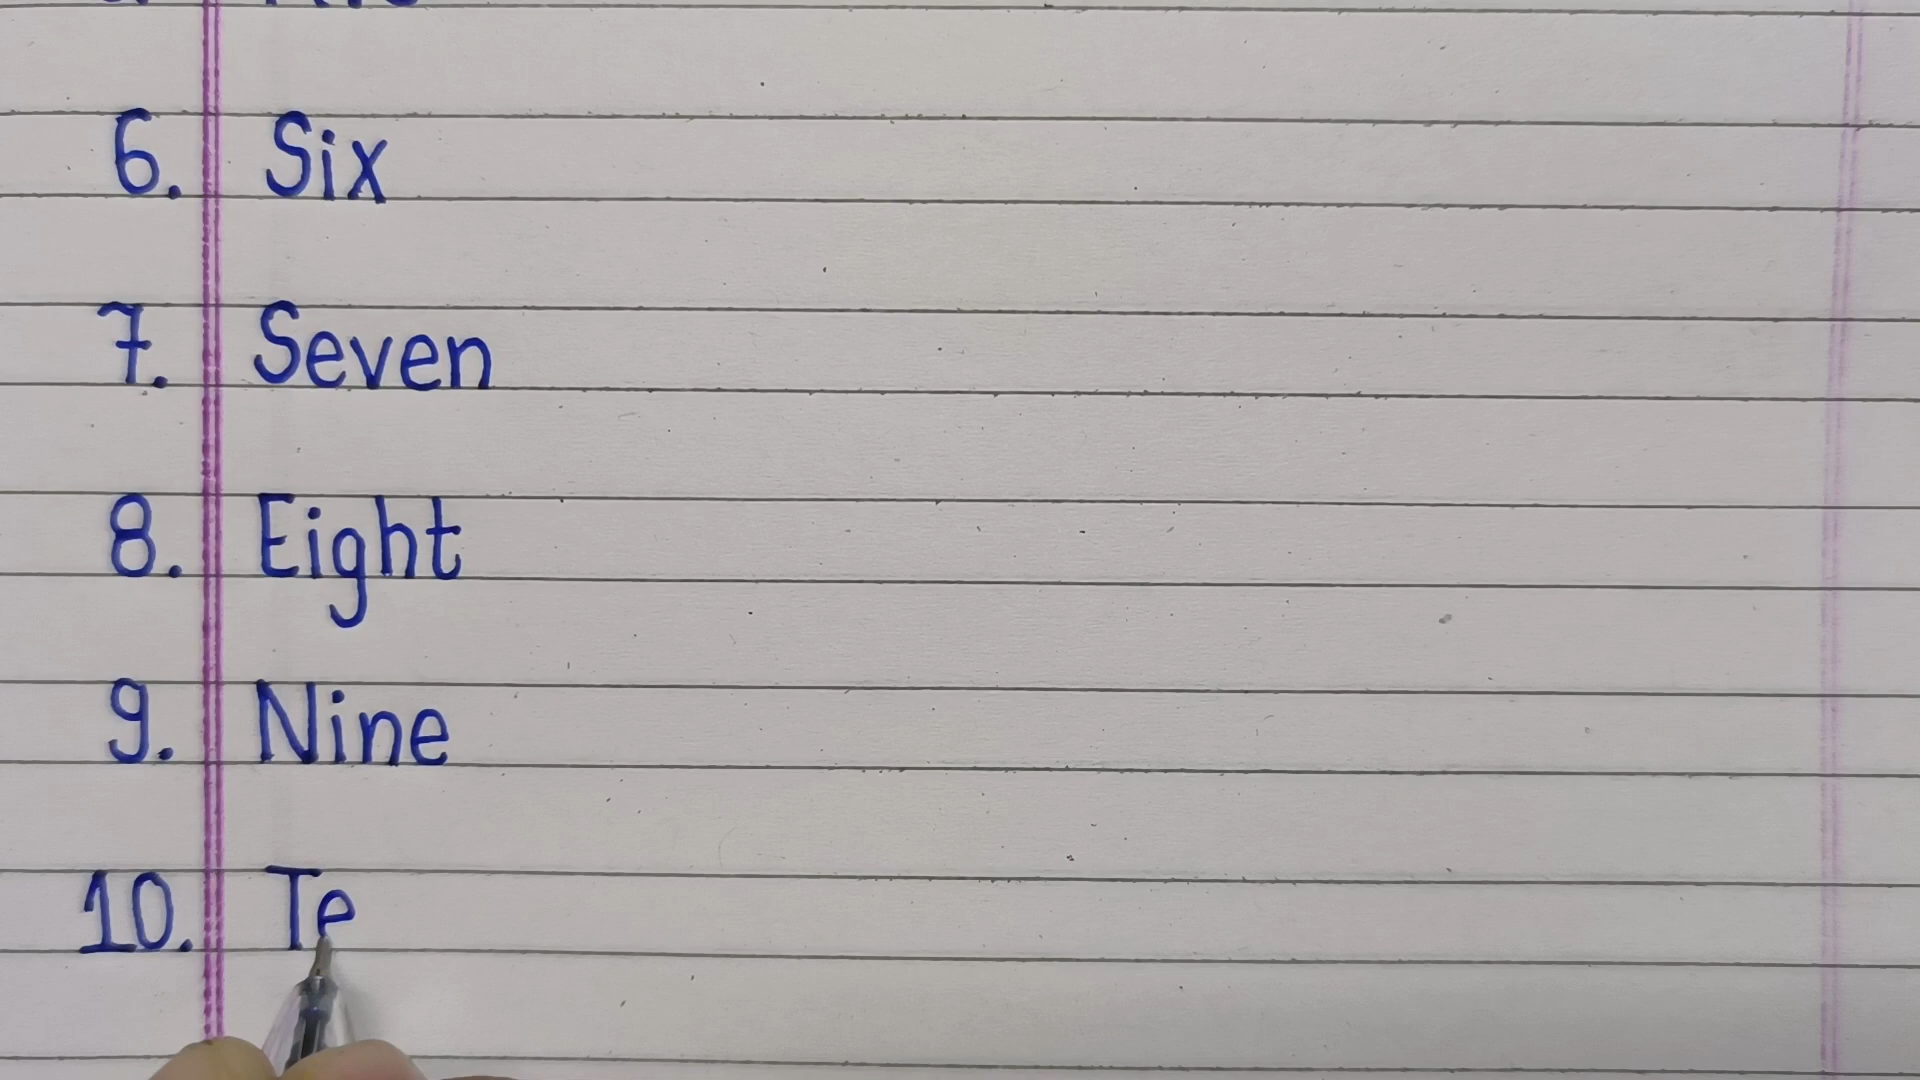 6. Six
7. Seven
8. Eight
9. Nine
10. Te